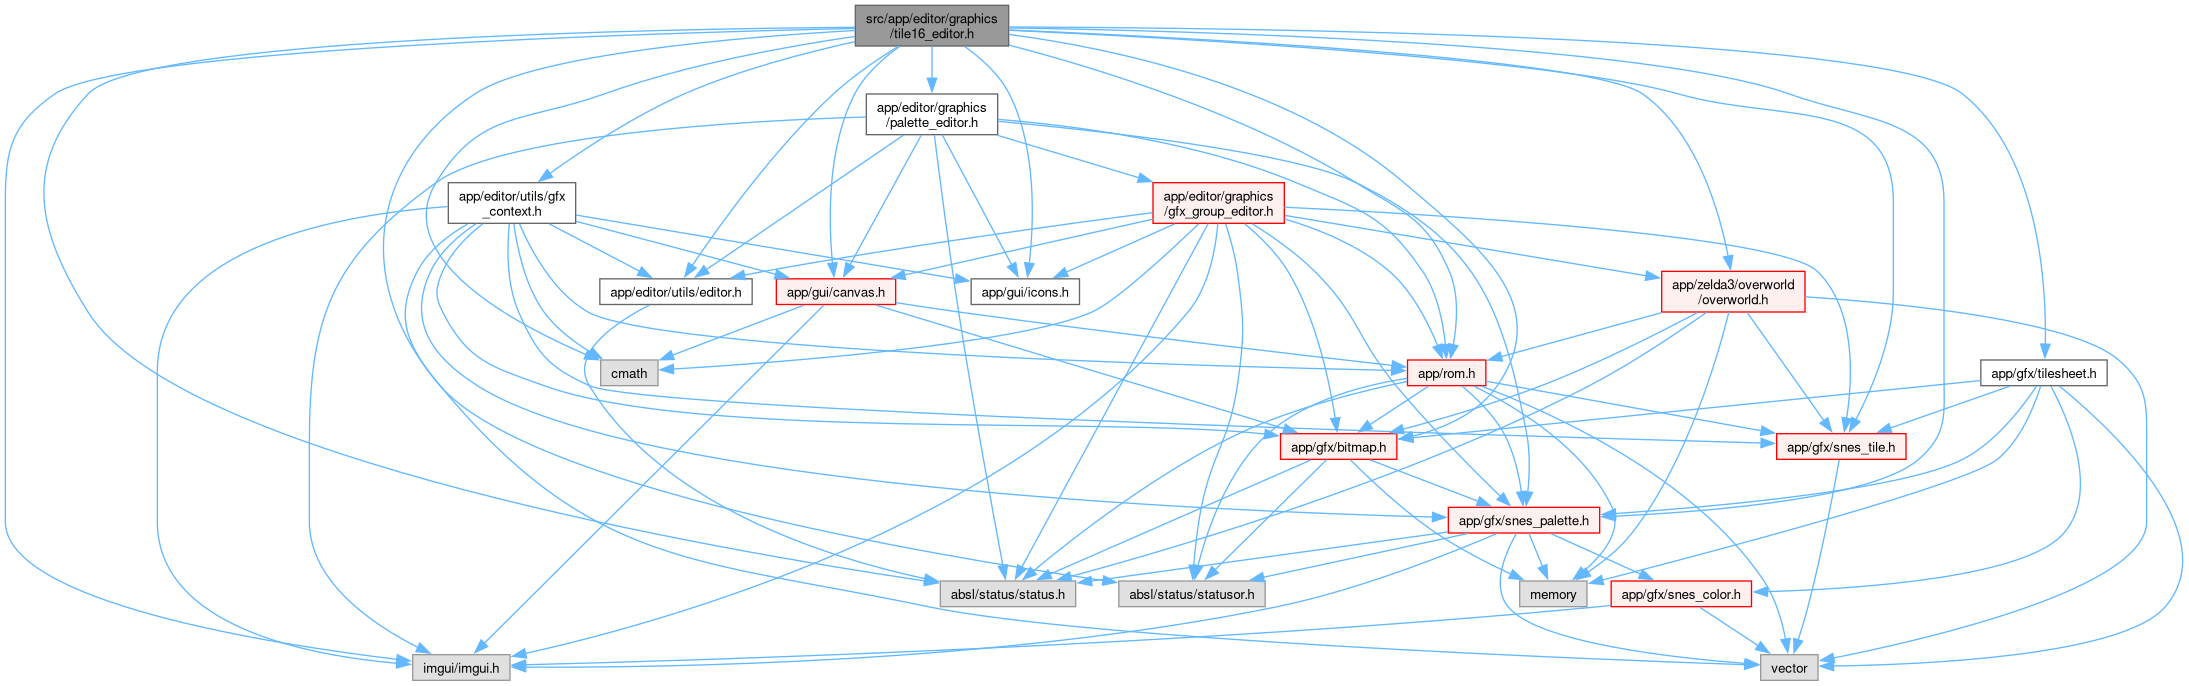 src/app/editor/graphics
/tile16_editor.h
app/editor/graphics
/palette_editor.h
app/editor/utils/gfx
_context.h
app/editor/graphics
/gfx_group_editor.h
app/editor/utils/editor.h
app/gui/canvas.h
app/gui/icons.h
app/zelda3/overworld
/overworld.h
cmath
app/rom.h
app/gfx/tilesheet.h
app/gfx/bitmap.h
app/gfx/snes_tile.h
app/gfx/snes_palette.h
absl/status/status.h
absl/status/statusor.h
memory
app/gfx/snes_color.h
imgui/imgui.h
vector